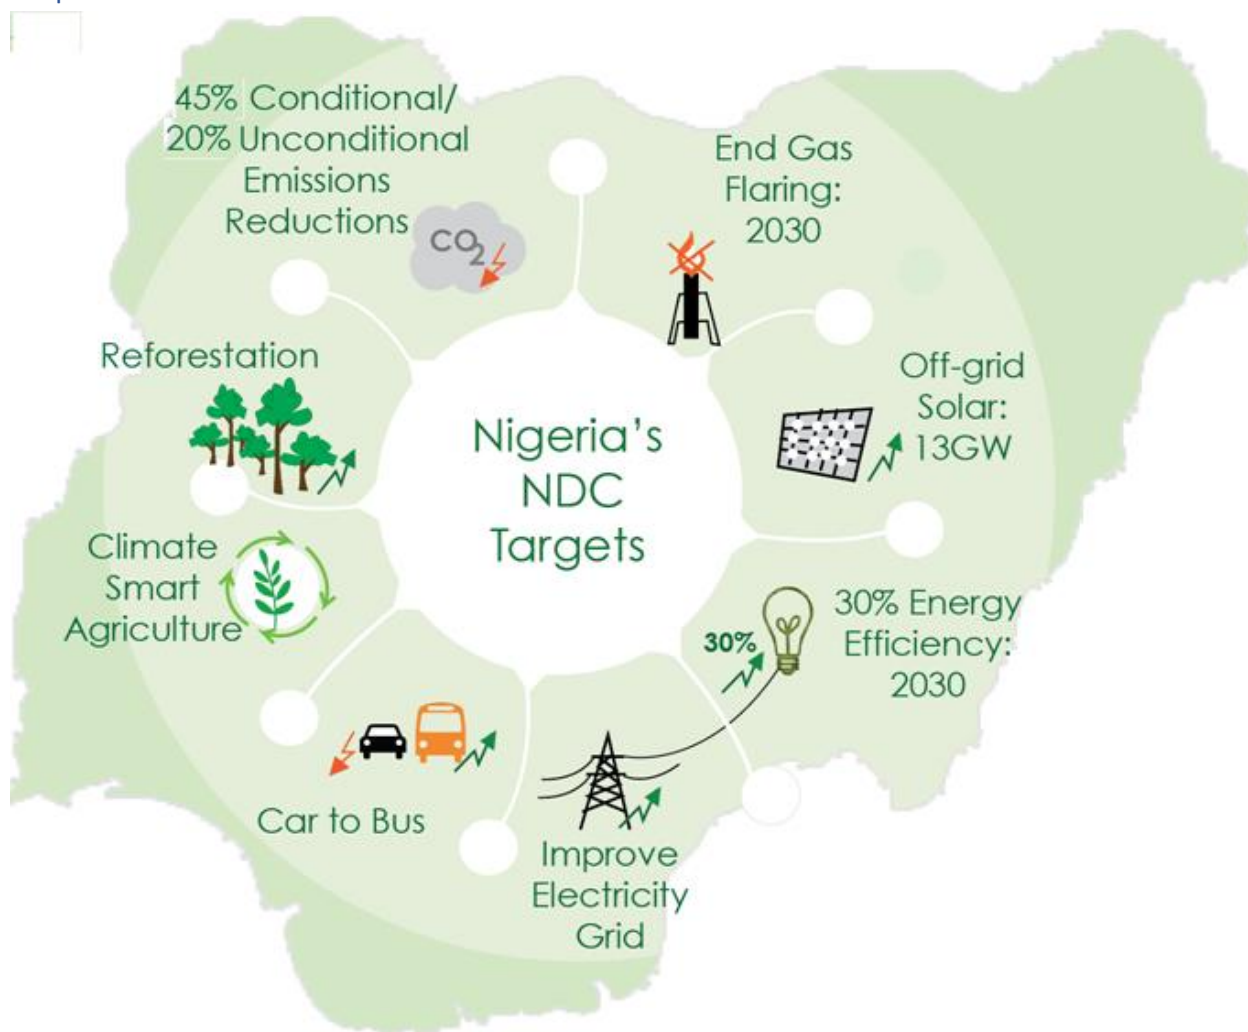 45% Conditional/
20% Unconditional
Emissions
Reductions
CO2
End Gas
Flaring:
2030
Off-grid
Solar:
13GW
30% Energy
Efficiency:
2030
30%
Improve
Electricity
Grid
Car to Bus
Climate
Smart
Agriculture
Reforestation
Nigeria's
NDC
Targets